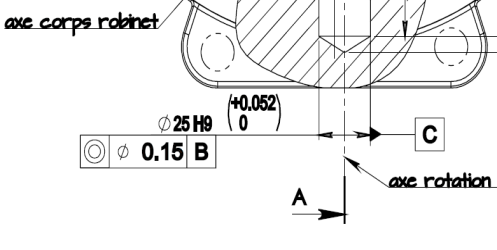 axe corps robinet
⌀25 H9 (+0.052 
0)
C
◎ ⌀ 0.15 B
axe rotation
A